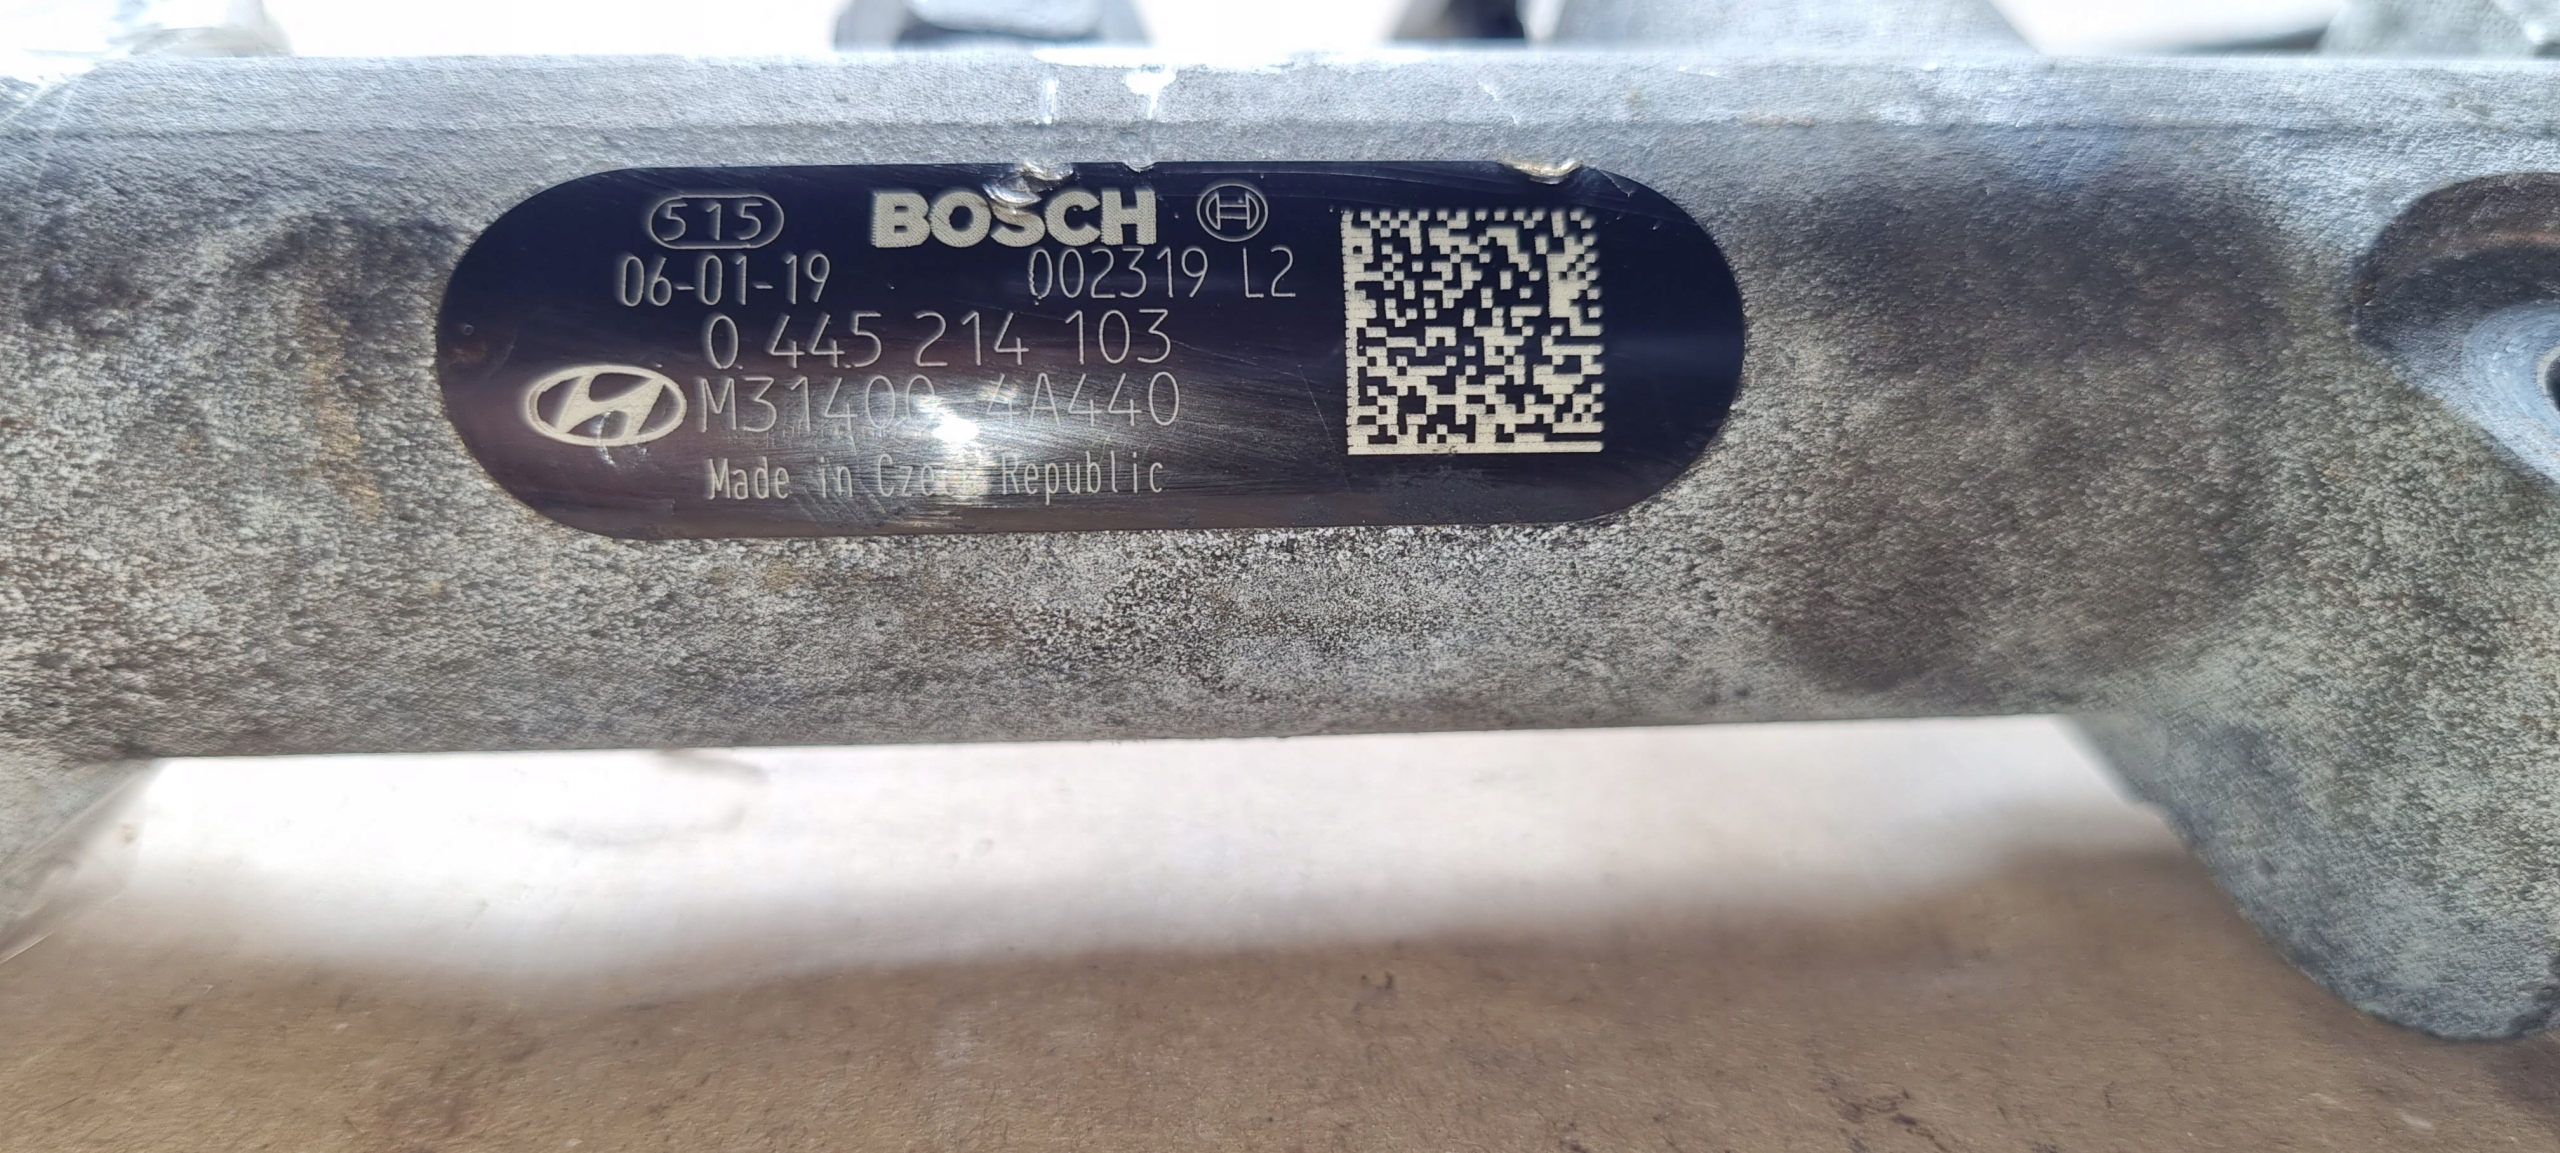 515 BOSCH
06-01-19 002319 L2
0 445 214 103
M31400 4A440
Made in Czech Republic